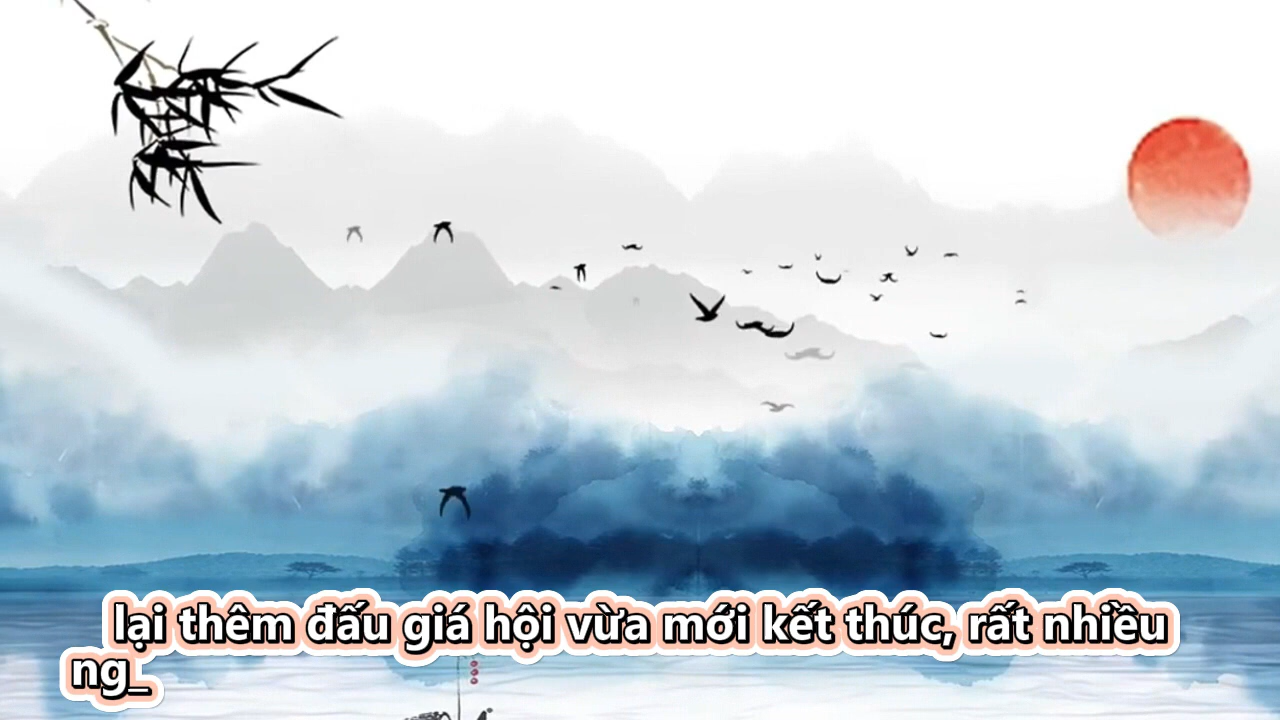 lại thêm đấu giá hội vừa mới kết thúc, rất nhiều
ng_